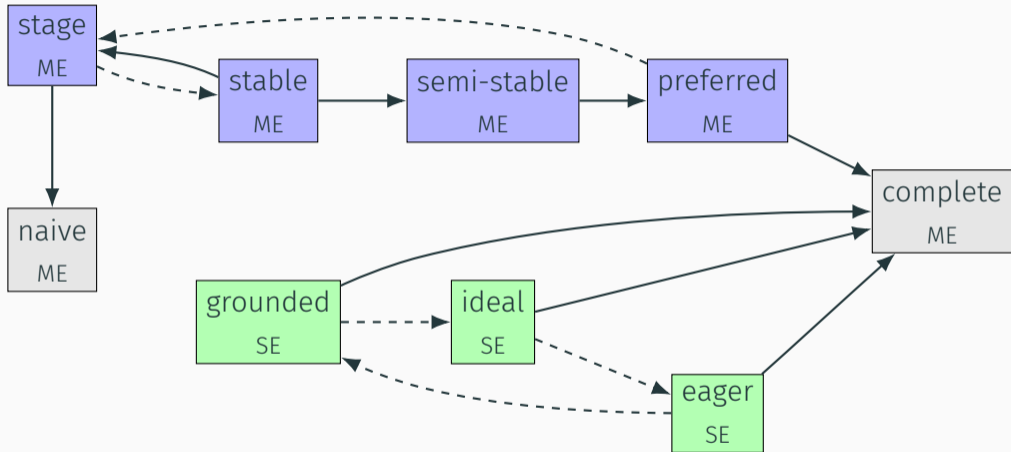 stage
ME
stable
ME
semi-stable
ME
preferred
ME
complete
ME
naive
ME
grounded
SE
ideal
SE
eager
SE